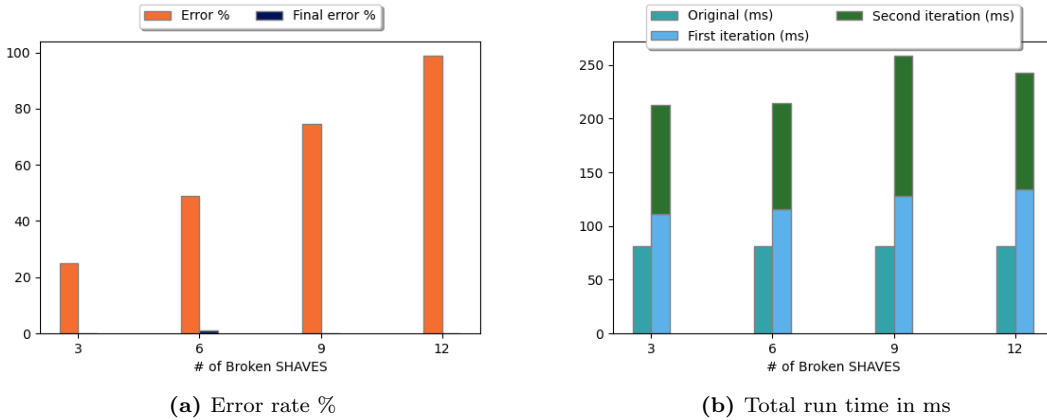 Error %
Final error %
100
80
60
40
20
0
3
6
9
12
# of Broken SHAVES
(a) Error rate %
Original (ms)
First iteration (ms)
Second iteration (ms)
250
200
150
100
50
0
3
6
9
12
# of Broken SHAVES
(b) Total run time in ms